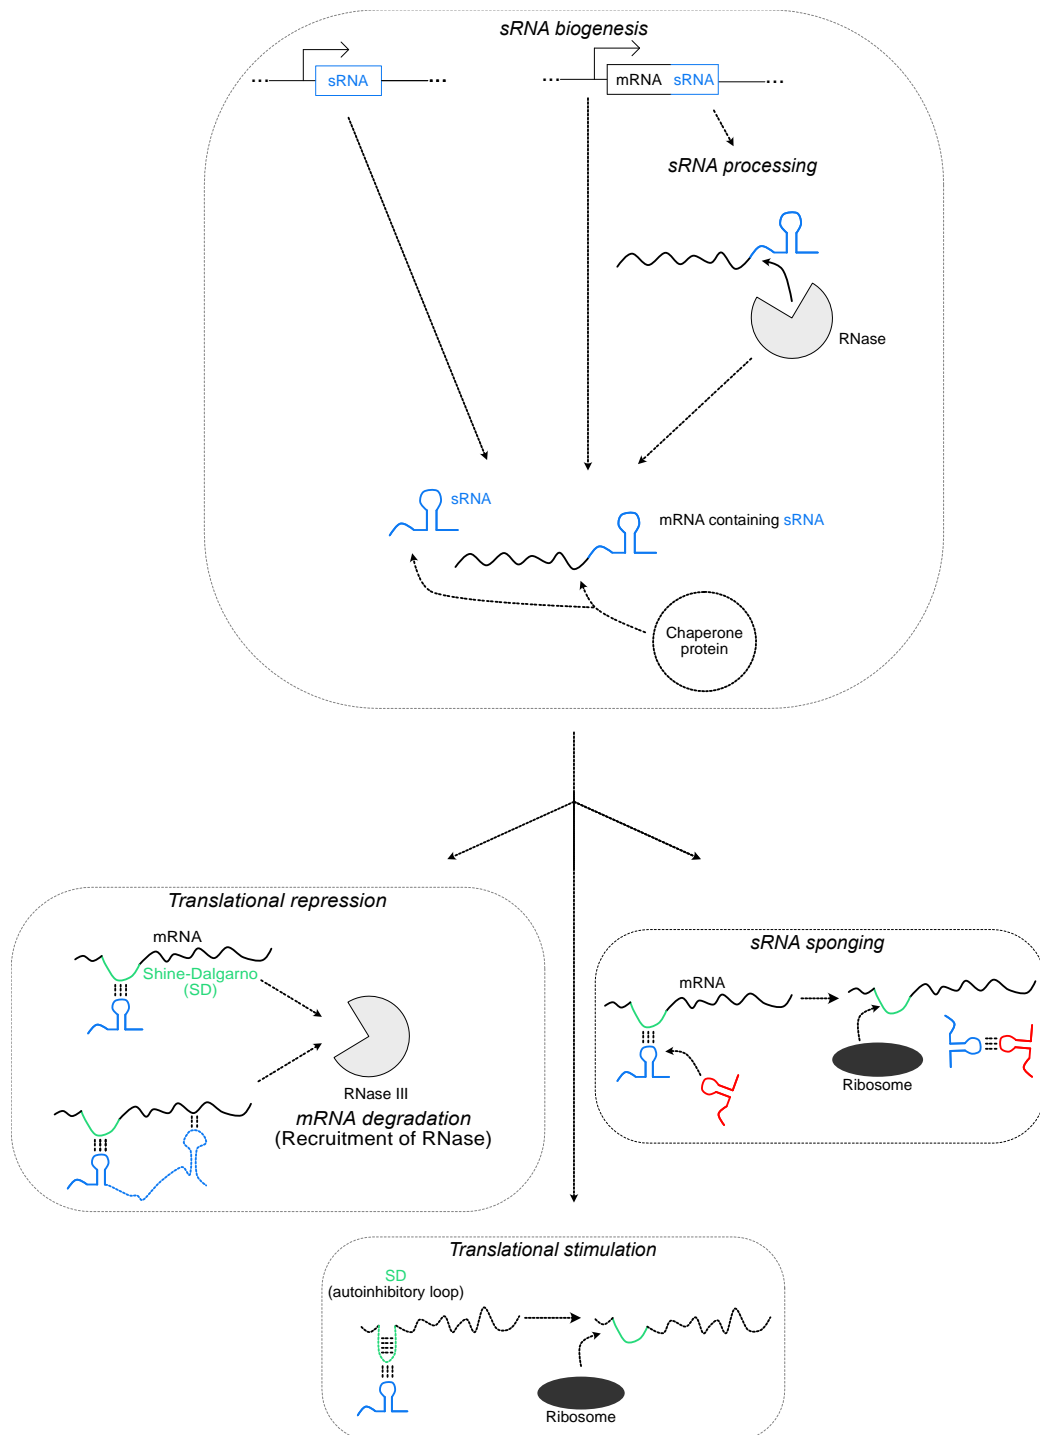 sRNA biogenesis
... sRNA ...
... mRNA sRNA ...
sRNA processing
RNase
sRNA
mRNA containing sRNA
Chaperone
protein
Translational repression
mRNA
Shine-Dalgarno
(SD)
RNase III
mRNA degradation
(Recruitment of RNase)
sRNA sponging
mRNA
Ribosome
Translational stimulation
SD
(autoinhibitory loop)
Ribosome